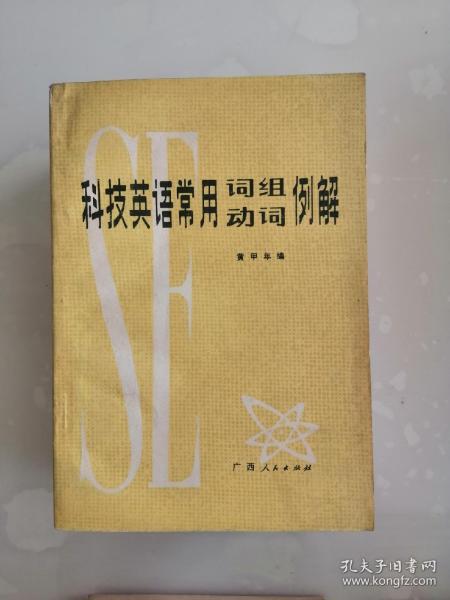 SE
科技英语常用词组动词例解
黄甲年编
广西人民出版社
孔夫子旧书网
www.kongfz.com